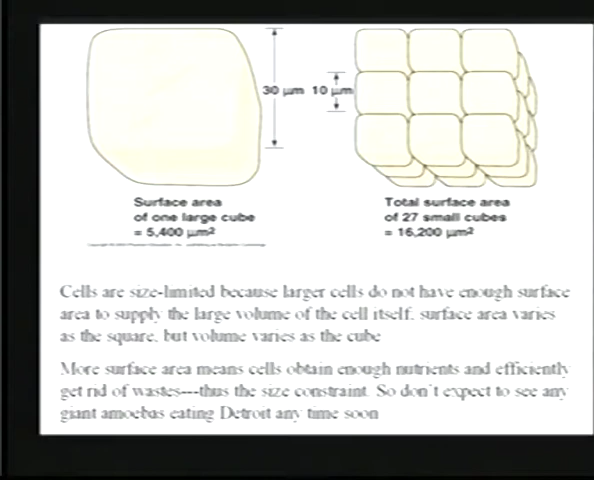 30 µm
10 µm
Surface area
of one large cube
= 5,400 µm²
Total surface area
of 27 small cubes
= 16,200 µm²
Cells are size-limited because larger cells do not have enough surface
area to supply the large volume of the cell itself. surface area varies
as the square, but volume varies as the cube
More surface area means cells obtain enough nutrients and efficiently
get rid of wastes---thus the size constraint. So don't expect to see any
giant amoebas eating Detroit any time soon